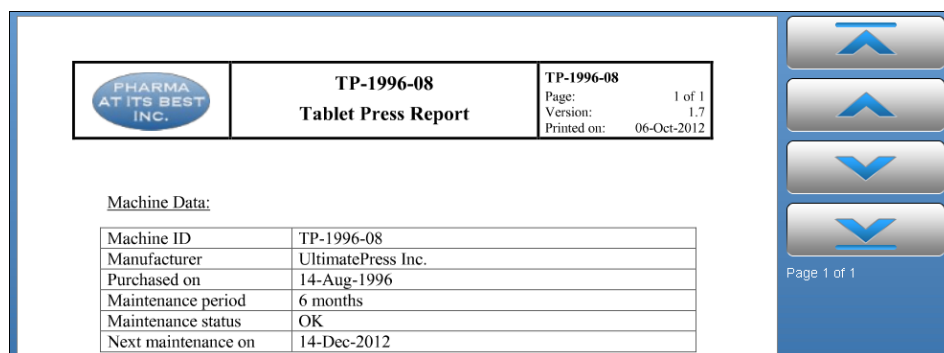 PHARMA
AT ITS BEST
INC.
TP-1996-08
Tablet Press Report
TP-1996-08
Page: 1 of 1
Version: 1.7
Printed on: 06-Oct-2012
Machine Data:
Machine ID TP-1996-08
Manufacturer UltimatePress Inc.
Purchased on 14-Aug-1996
Maintenance period 6 months
Maintenance status OK
Next maintenance on 14-Dec-2012
Page 1 of 1